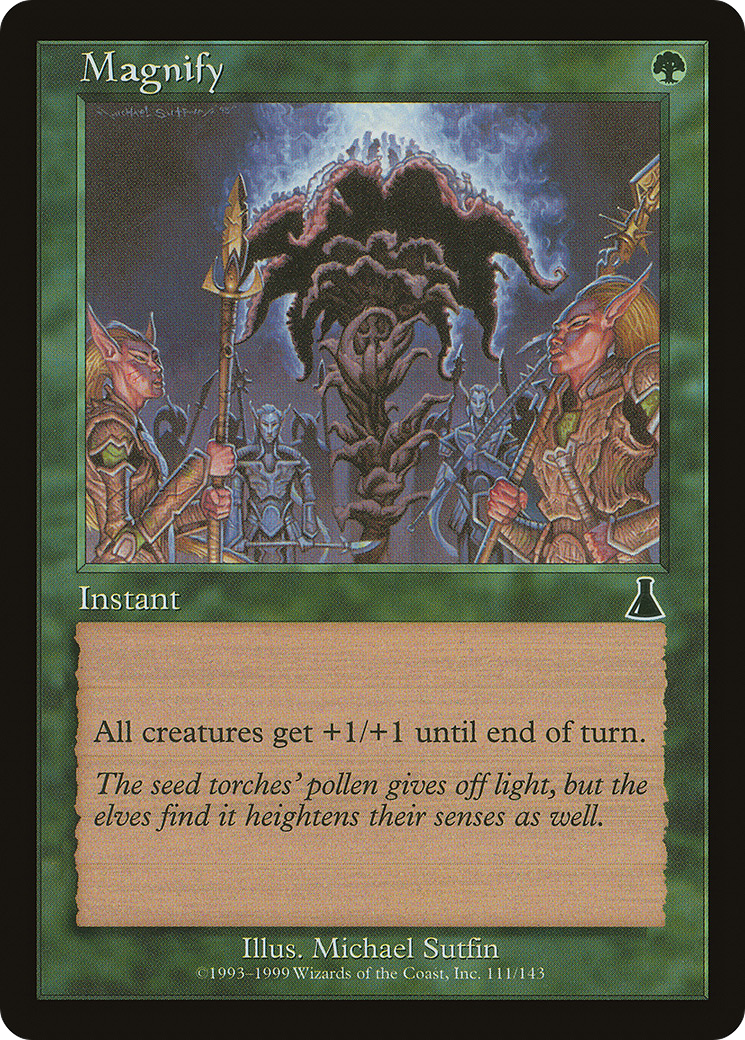 Magnify
Michael Sutfin
Instant
All creatures get +1/+1 until end of turn.
The seed torches' pollen gives off light, but the
elves find it heightens their senses as well.
Illus. Michael Sutfin
©1993–1999 Wizards of the Coast, Inc. 111/143